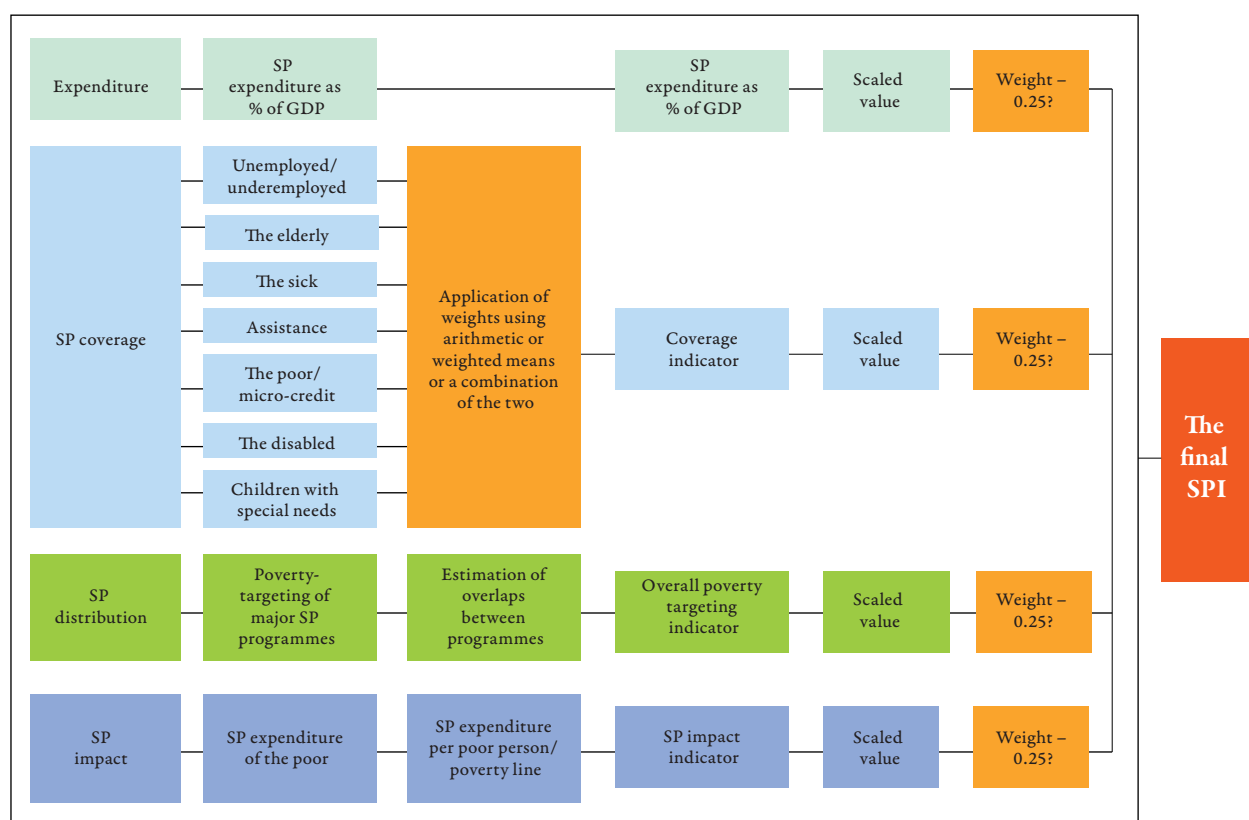 Expenditure
SP
expenditure as
% of GDP
SP
expenditure as
% of GDP
Scaled
value
Weight –
0.25?
SP coverage
Unemployed/
underemployed
The elderly
The sick
Assistance
The poor/
micro-credit
The disabled
Children with
special needs
Application of
weights using
arithmetic or
weighted means
or a combination
of the two
Coverage
indicator
Scaled
value
Weight –
0.25?
SP
distribution
Poverty-
targeting of
major SP
programmes
Estimation of
overlaps
between
programmes
Overall poverty
targeting
indicator
Scaled
value
Weight –
0.25?
SP
impact
SP expenditure
of the poor
SP expenditure
per poor person/
poverty line
SP impact
indicator
Scaled
value
Weight –
0.25?
The
final
SPI